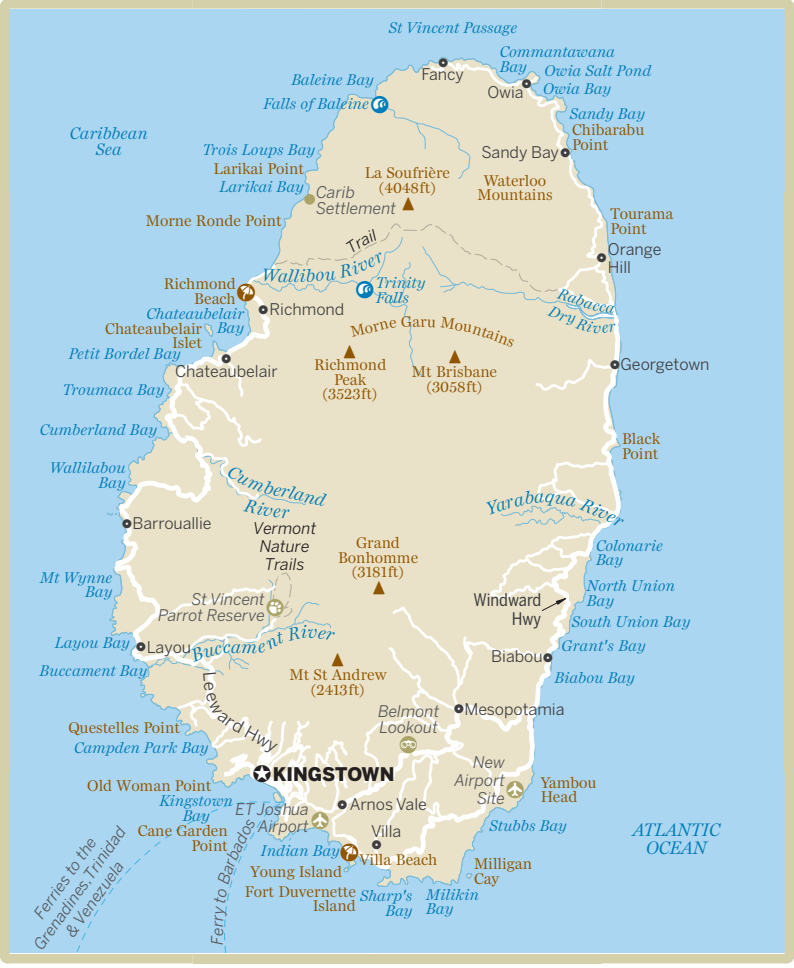 St Vincent Passage
Commantawana
Bay
Owia Salt Pond
Owia Bay
Fancy
Owia
Baleine Bay
Falls of Baleine
Sandy Bay
Chibarabu
Point
Caribbean
Sea
Trois Loups Bay
Larikai Point
Larikai Bay
Sandy Bay
La Soufrière
(4048ft)
Waterloo
Mountains
Carib
Settlement
Morne Ronde Point
Tourama
Point
Trail
Orange
Hill
Wallibou River
Richmond
Beach
Trinity
Falls
Rabacca
Dry River
Chateaubelair
Bay
Richmond
Chateaubelair
Islet
Morne Garu Mountains
Petit Bordel Bay
Chateaubelair
Richmond
Peak
(3523ft)
Mt Brisbane
(3058ft)
Georgetown
Troumaca Bay
Cumberland Bay
Black
Point
Wallilabou
Bay
Cumberland
River
Yarabaqua River
Barrouallie
Vermont
Nature
Trails
Grand
Bonhomme
(3181ft)
Colonarie
Bay
Mt Wynne
Bay
St Vincent
Parrot Reserve
Windward
Hwy
North Union
Bay
South Union Bay
Layou Bay
Layou
Buccament River
Grant's Bay
Biabou
Buccament Bay
Mt St Andrew
(2413ft)
Biabou Bay
Leeward Hwy
Belmont
Lookout
Mesopotamia
Questelles Point
Campden Park Bay
KINGSTOWN
New
Airport
Site
Old Woman Point
Yambou
Head
Kingstown
Bay
ET Joshua
Airport
Arnos Vale
Cane Garden
Point
Villa
Stubbs Bay
ATLANTIC
OCEAN
Indian Bay
Villa Beach
Young Island
Milligan
Cay
Fort Duvernette
Island
Sharp's
Bay
Milikin
Bay
Ferries to the
Grenadines, Trinidad
& Venezuela
Ferry to Barbados